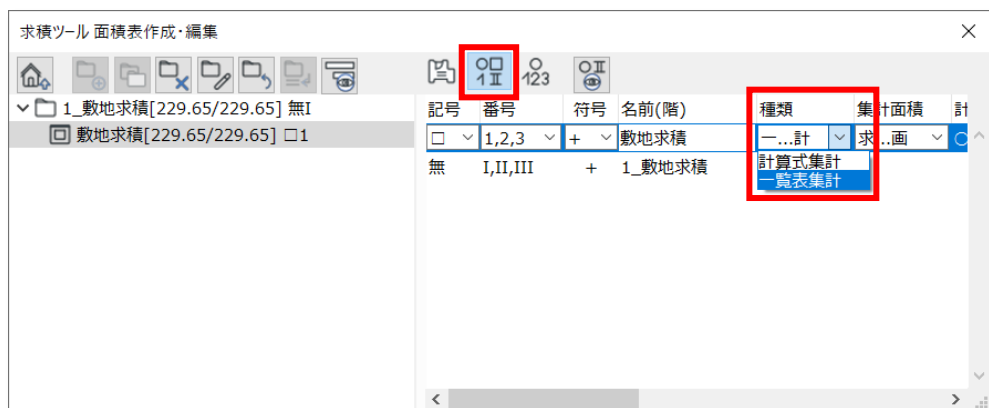 求積ツール 面積表作成・編集
1_敷地求積[229.65/229.65] 無I
敷地求積[229.65/229.65] □1
○□
1Ⅱ
○
123
○Ⅱ
記号 番号 符号 名前(階) 種類 集計面積 計
□ 1,2,3 + 敷地求積 一...計 求...画 ○
無 I,II,III + 1_敷地求積
計算式集計
一覧表集計